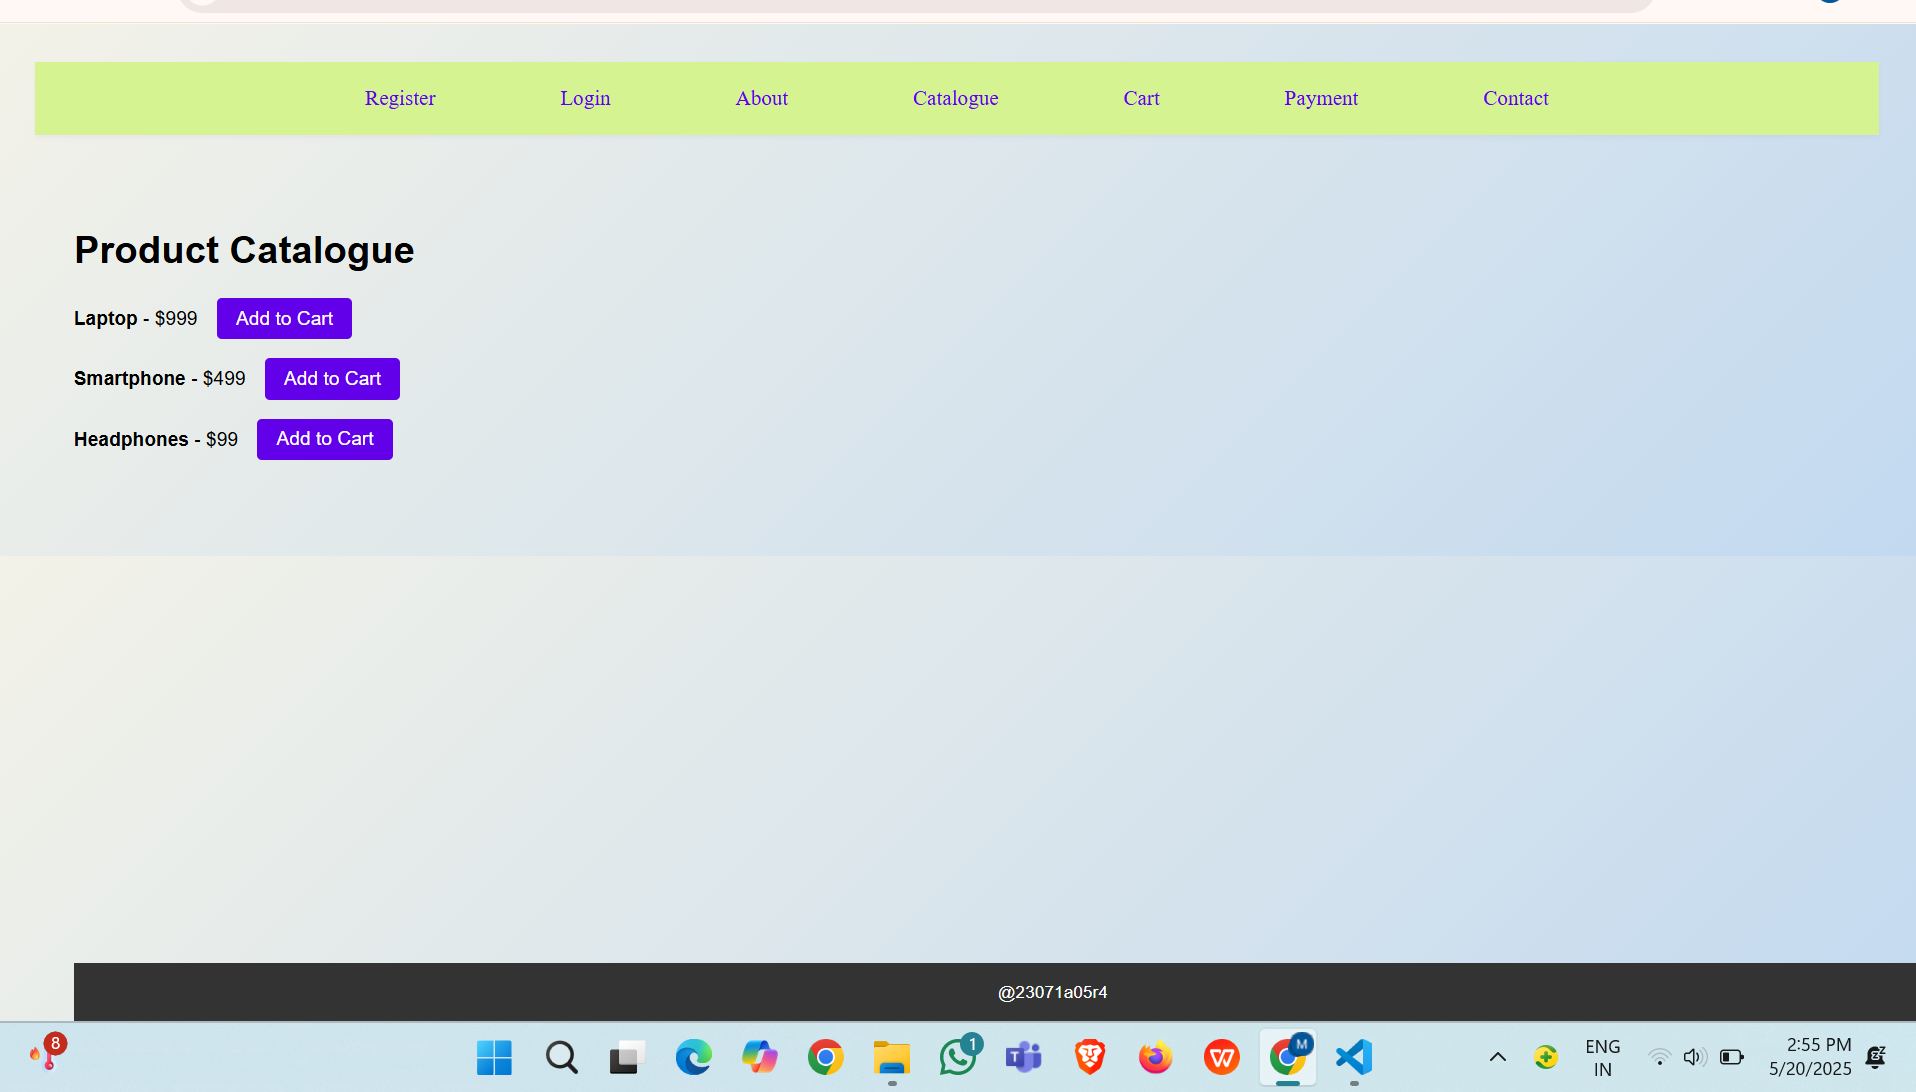 Register Login About Catalogue Cart Payment Contact
Product Catalogue
Laptop - $999 Add to Cart
Smartphone - $499 Add to Cart
Headphones - $99 Add to Cart
@23071a05r4
8
1
T
W
M
ENG
IN
2:55 PM
5/20/2025